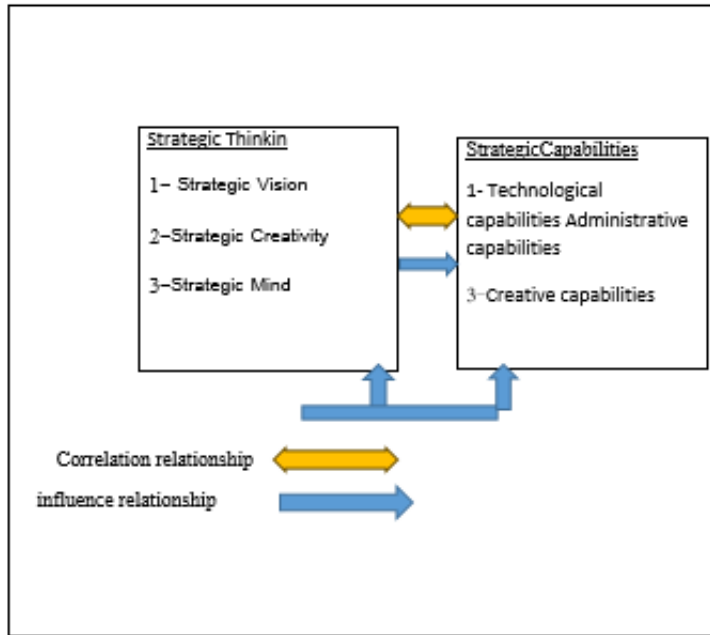 Strategic Thinkin
1– Strategic Vision
2–Strategic Creativity
3–Strategic Mind
StrategicCapabilities
1- Technological
capabilities Administrative
capabilities
3-Creative capabilities
Correlation relationship
influence relationship